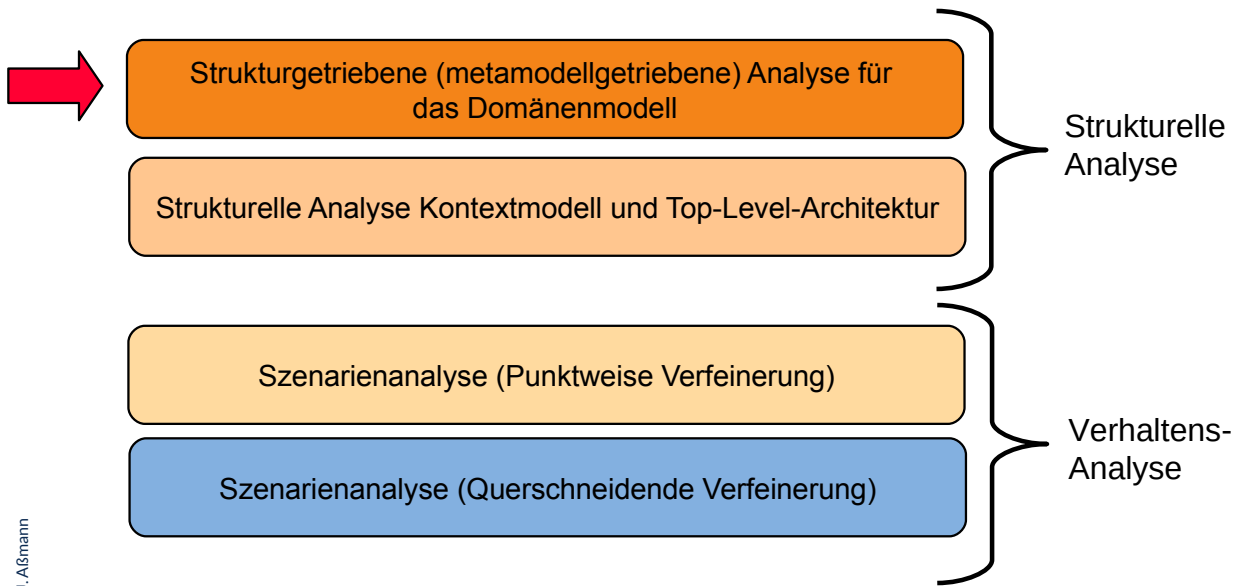 Strukturgetriebene (metamodellgetriebene) Analyse für
das Domänenmodell
Strukturelle Analyse Kontextmodell und Top-Level-Architektur
Strukturelle
Analyse
Szenarienanalyse (Punktweise Verfeinerung)
Szenarienanalyse (Querschneidende Verfeinerung)
Verhaltens-
Analyse
Aßmann